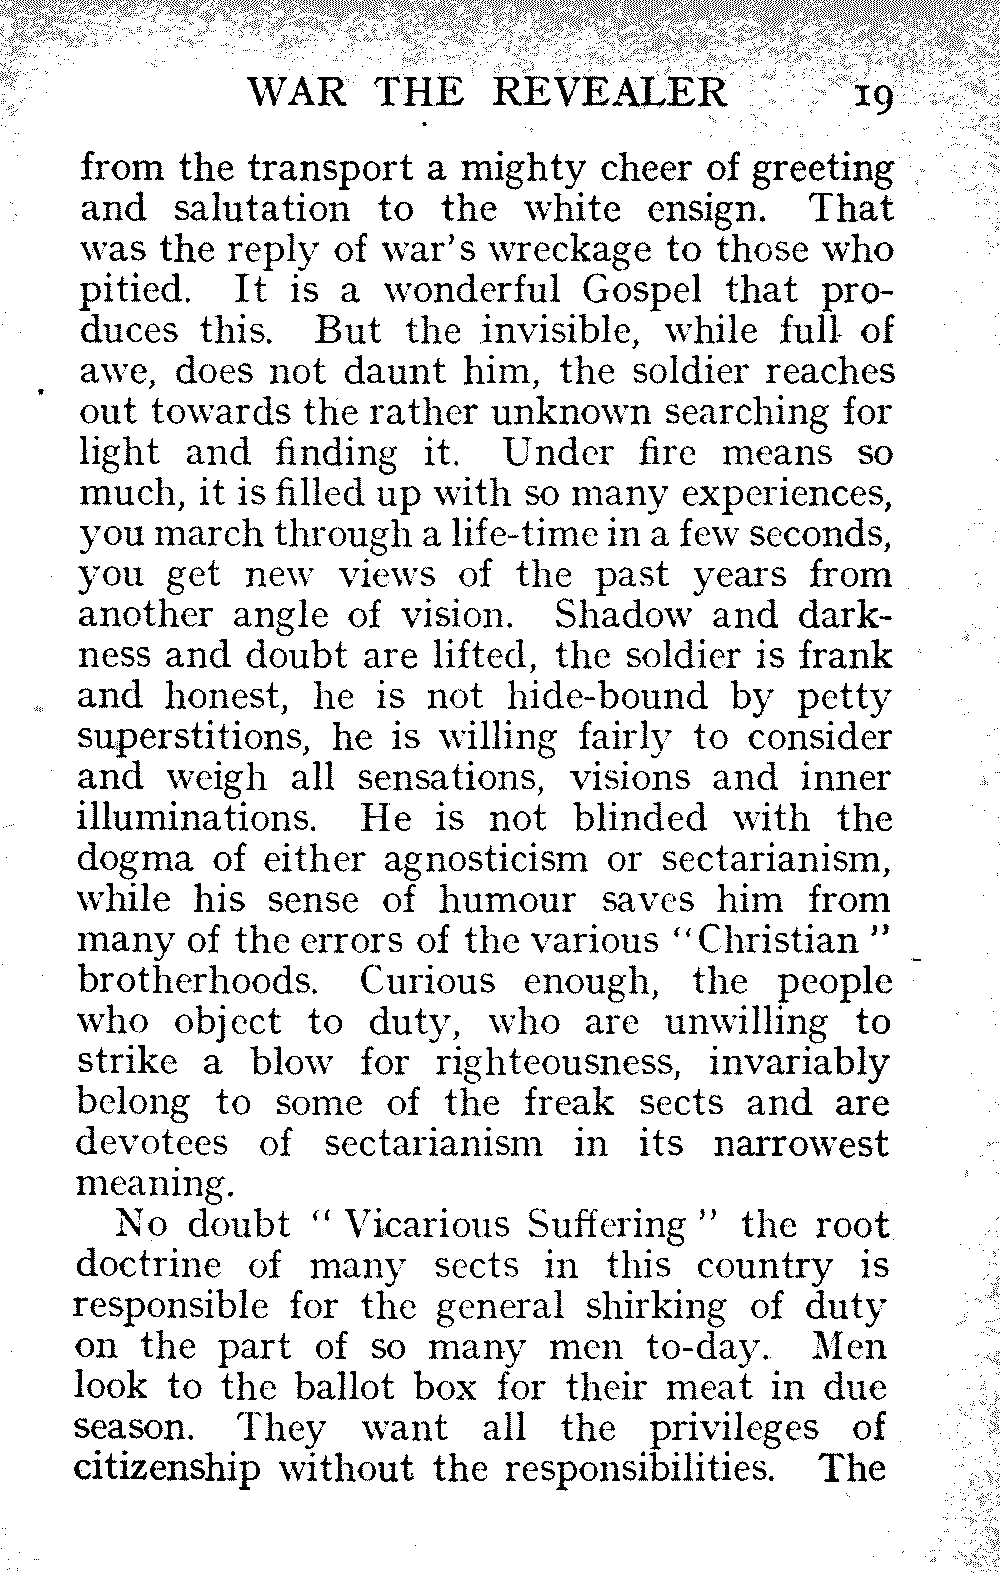 WAR THE REVEALER 19
from the transport a mighty cheer of greeting
and salutation to the white ensign. That
was the reply of war's wreckage to those who
pitied. It is a wonderful Gospel that pro-
duces this. But the invisible, while full of
awe, does not daunt him, the soldier reaches
out towards the rather unknown searching for
light and finding it. Under fire means so
much, it is filled up with so many experiences,
you march through a life-time in a few seconds,
you get new views of the past years from
another angle of vision. Shadow and dark-
ness and doubt are lifted, the soldier is frank
and honest, he is not hide-bound by petty
superstitions, he is willing fairly to consider
and weigh all sensations, visions and inner
illuminations. He is not blinded with the
dogma of either agnosticism or sectarianism,
while his sense of humour saves him from
many of the errors of the various "Christian"
brotherhoods. Curious enough, the people
who object to duty, who are unwilling to
strike a blow for righteousness, invariably
belong to some of the freak sects and are
devotees of sectarianism in its narrowest
meaning.
No doubt "Vicarious Suffering" the root
doctrine of many sects in this country is
responsible for the general shirking of duty
on the part of so many men to-day. Men
look to the ballot box for their meat in due
season. They want all the privileges of
citizenship without the responsibilities. The